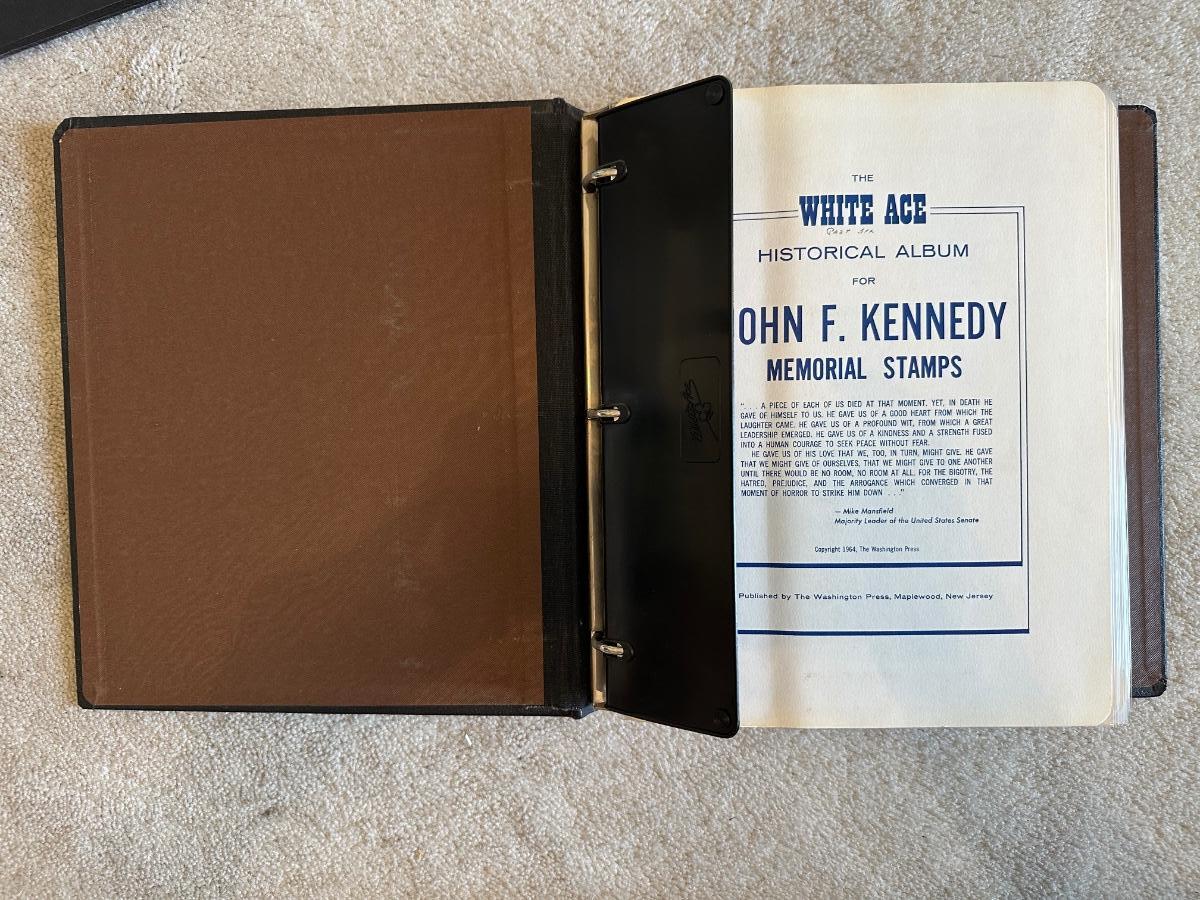 THE
WHITE ACE
HISTORICAL ALBUM
FOR
OHN F. KENNEDY
MEMORIAL STAMPS
". . . A PIECE OF EACH OF US DIED AT THAT MOMENT. YET, IN DEATH HE
GAVE OF HIMSELF TO US. HE GAVE US OF A GOOD HEART FROM WHICH THE
LAUGHTER CAME. HE GAVE US OF A PROFOUND WIT, FROM WHICH A GREAT
LEADERSHIP EMERGED. HE GAVE US OF A KINDNESS AND A STRENGTH FUSED
INTO A HUMAN COURAGE TO SEEK PEACE WITHOUT FEAR.
HE GAVE US OF HIS LOVE THAT WE, TOO, IN TURN, MIGHT GIVE. HE GAVE
THAT WE MIGHT GIVE OF OURSELVES, THAT WE MIGHT GIVE TO ONE ANOTHER
UNTIL THERE WOULD BE NO ROOM, NO ROOM AT ALL, FOR THE BIGOTRY, THE
HATRED, PREJUDICE, AND THE ARROGANCE WHICH CONVERGED IN THAT
MOMENT OF HORROR TO STRIKE HIM DOWN . . ."
— Mike Mansfield
Majority Leader of the United States Senate
Copyright 1964, The Washington Press
Published by The Washington Press, Maplewood, New Jersey